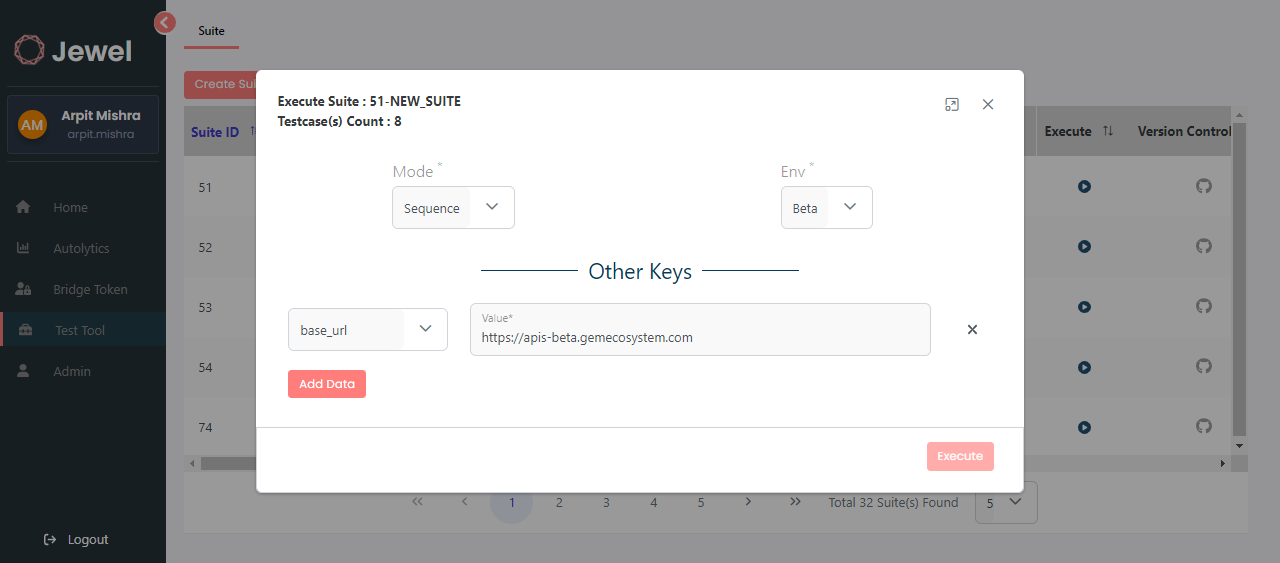 Jewel
AM
Arpit Mishra
arpit.mishra
Home
Autolytics
Bridge Token
Test Tool
Admin
Logout
Suite
Create Sui
Suite ID
Execute
Version Control
51
52
53
54
74
Execute Suite : 51-NEW_SUITE
Testcase(s) Count : 8
Mode *
Env *
Sequence
Beta
Other Keys
base_url
Value*
https://apis-beta.gemecosystem.com
Add Data
Execute
1 2 3 4 5
Total 32 Suite(s) Found
5